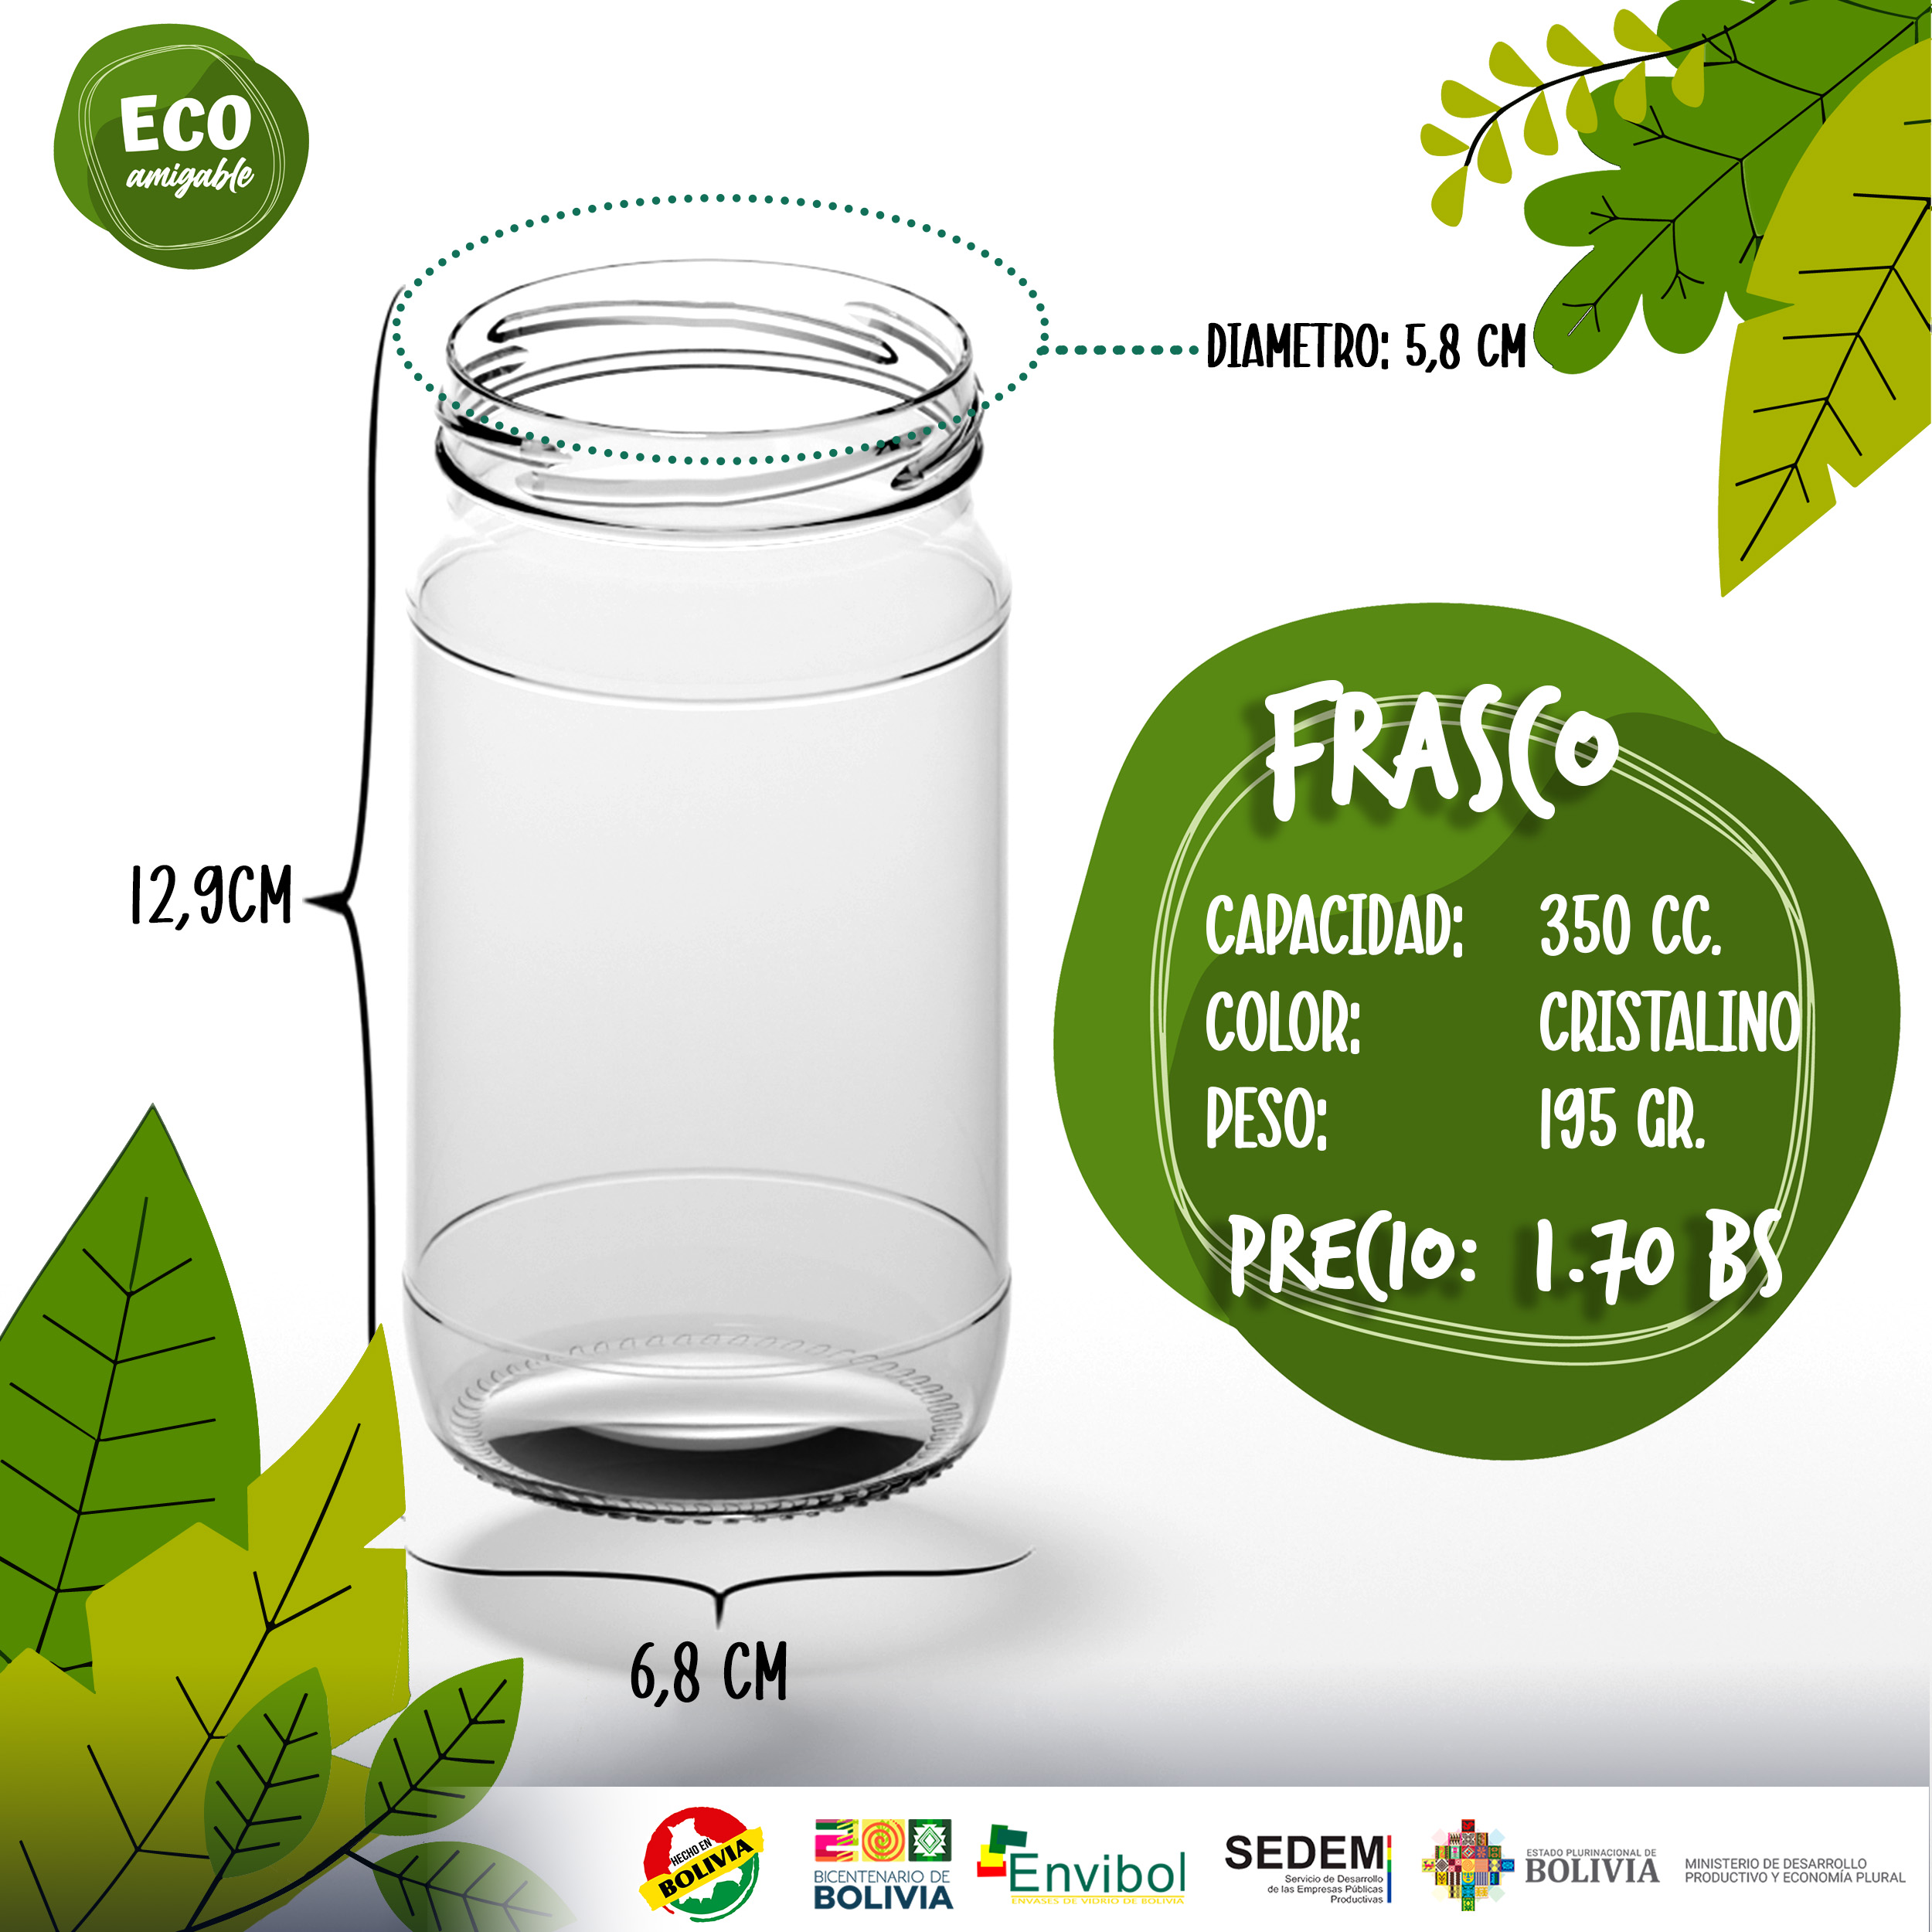 ECO
amigable
DIAMETRO: 5,8 CM
12,9CM
FRASCO
CAPACIDAD: 350 CC.
COLOR: CRISTALINO
PESO: 195 GR.
PRECIO: 1.70 BS
6,8 CM
HECHO EN
BOLIVIA
BICENTENARIO DE
BOLIVIA
Envibol
ENVASES DE VIDRIO DE BOLIVIA
SEDEM
Servicio de Desarrollo
de las Empresas Públicas
Productivas
ESTADO PLURINACIONAL DE
BOLIVIA
MINISTERIO DE DESARROLLO
PRODUCTIVO Y ECONOMÍA PLURAL